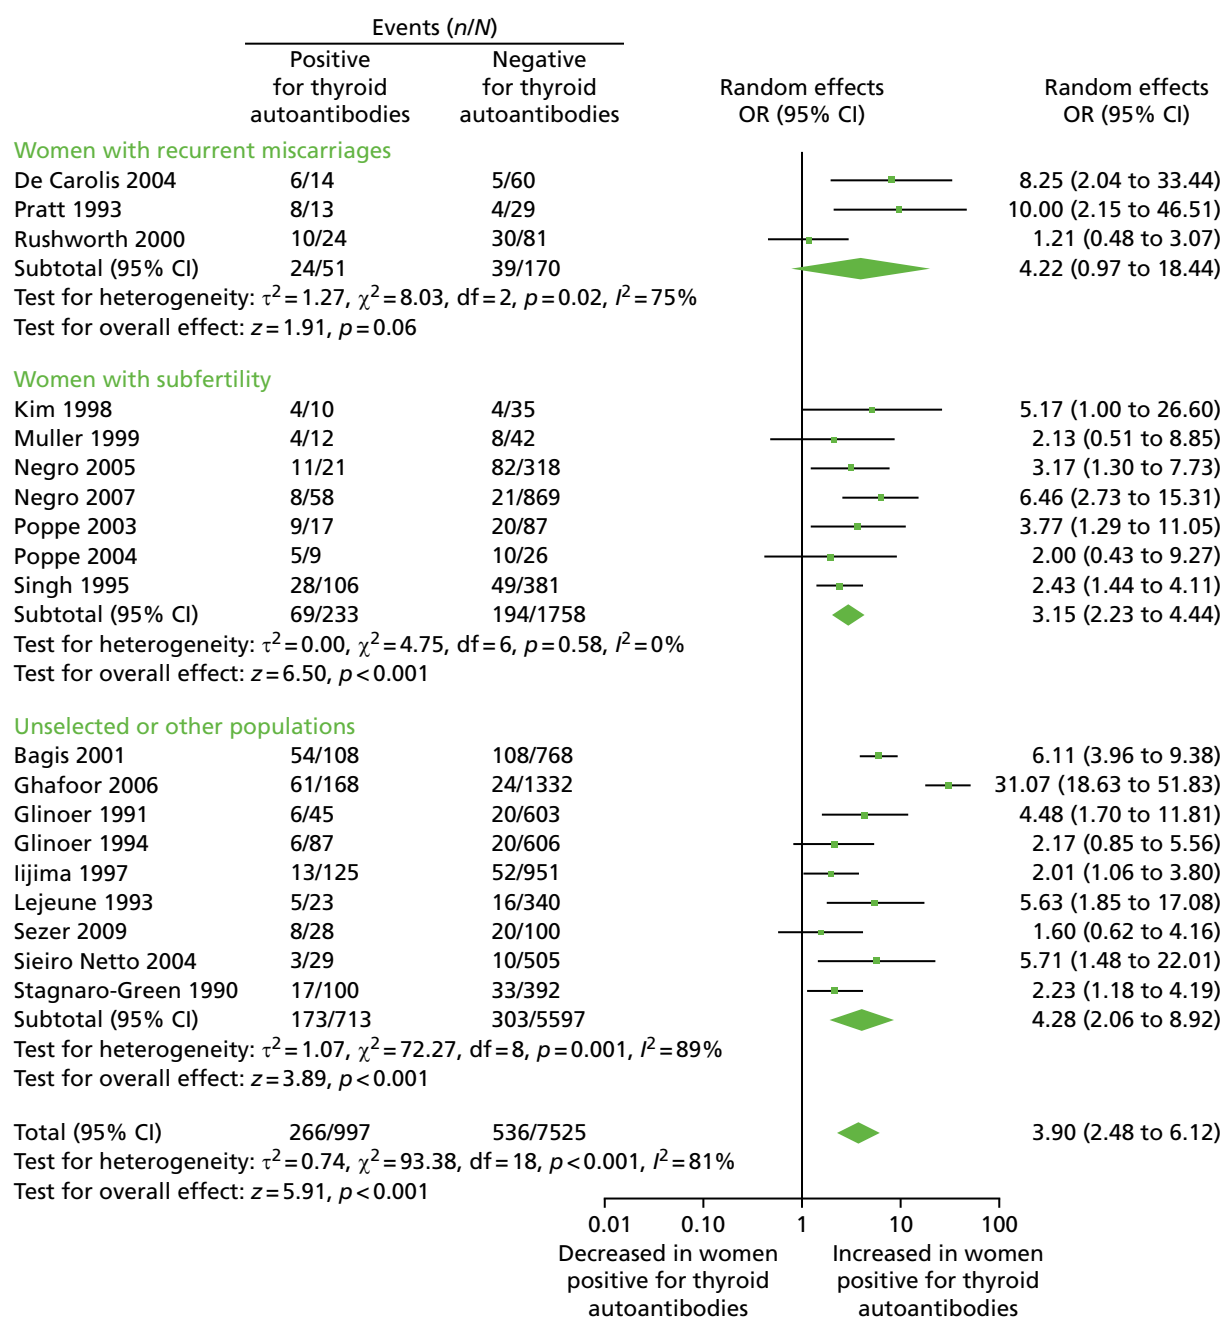 Events (n/N)
Positive for thyroid autoantibodies Negative for thyroid autoantibodies Random effects OR (95% CI) Random effects OR (95% CI)
Women with recurrent miscarriages
De Carolis 2004 6/14 5/60 8.25 (2.04 to 33.44)
Pratt 1993 8/13 4/29 10.00 (2.15 to 46.51)
Rushworth 2000 10/24 30/81 1.21 (0.48 to 3.07)
Subtotal (95% CI) 24/51 39/170 4.22 (0.97 to 18.44)
Test for heterogeneity: τ²=1.27, χ²=8.03, df=2, p=0.02, I²=75%
Test for overall effect: z=1.91, p=0.06
Women with subfertility
Kim 1998 4/10 4/35 5.17 (1.00 to 26.60)
Muller 1999 4/12 8/42 2.13 (0.51 to 8.85)
Negro 2005 11/21 82/318 3.17 (1.30 to 7.73)
Negro 2007 8/58 21/869 6.46 (2.73 to 15.31)
Poppe 2003 9/17 20/87 3.77 (1.29 to 11.05)
Poppe 2004 5/9 10/26 2.00 (0.43 to 9.27)
Singh 1995 28/106 49/381 2.43 (1.44 to 4.11)
Subtotal (95% CI) 69/233 194/1758 3.15 (2.23 to 4.44)
Test for heterogeneity: τ²=0.00, χ²=4.75, df=6, p=0.58, I²=0%
Test for overall effect: z=6.50, p<0.001
Unselected or other populations
Bagis 2001 54/108 108/768 6.11 (3.96 to 9.38)
Ghafoor 2006 61/168 24/1332 31.07 (18.63 to 51.83)
Glinoer 1991 6/45 20/603 4.48 (1.70 to 11.81)
Glinoer 1994 6/87 20/606 2.17 (0.85 to 5.56)
Iijima 1997 13/125 52/951 2.01 (1.06 to 3.80)
Lejeune 1993 5/23 16/340 5.63 (1.85 to 17.08)
Sezer 2009 8/28 20/100 1.60 (0.62 to 4.16)
Sieiro Netto 2004 3/29 10/505 5.71 (1.48 to 22.01)
Stagnaro-Green 1990 17/100 33/392 2.23 (1.18 to 4.19)
Subtotal (95% CI) 173/713 303/5597 4.28 (2.06 to 8.92)
Test for heterogeneity: τ²=1.07, χ²=72.27, df=8, p=0.001, I²=89%
Test for overall effect: z=3.89, p<0.001
Total (95% CI) 266/997 536/7525 3.90 (2.48 to 6.12)
Test for heterogeneity: τ²=0.74, χ²=93.38, df=18, p<0.001, I²=81%
Test for overall effect: z=5.91, p<0.001
0.01 0.10 1 10 100
Decreased in women positive for thyroid autoantibodies Increased in women positive for thyroid autoantibodies